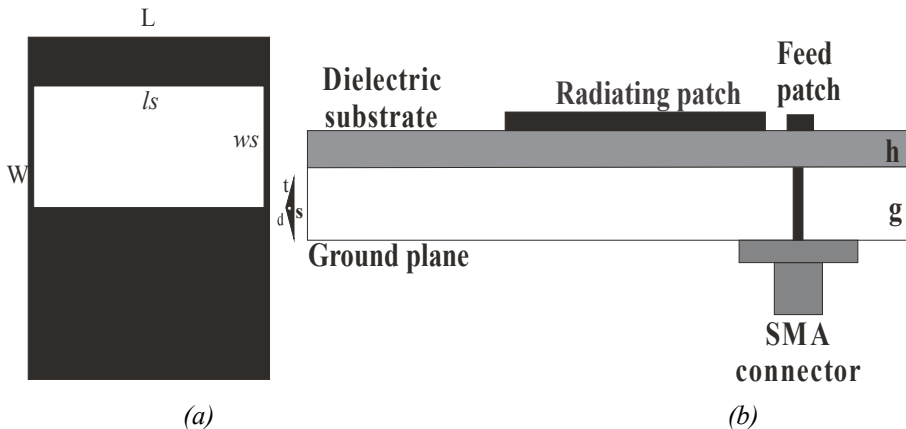 L
ls
ws
W
t
d
s
(a)
Dielectric
substrate
Radiating patch
Feed
patch
h
g
Ground plane
SMA
connector
(b)